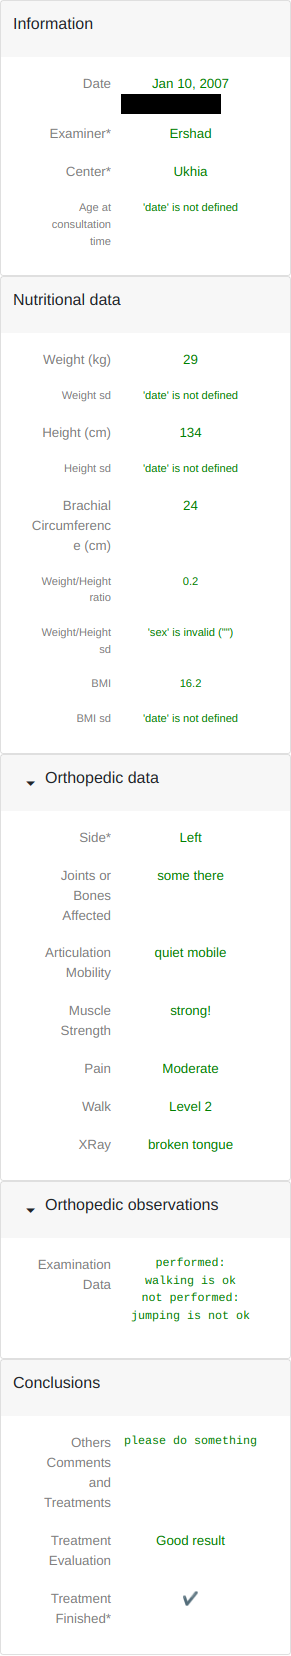 Information
Date Jan 10, 2007
Examiner* Ershad
Center* Ukhia
Age at 'date' is not defined
consultation
time
Nutritional data
Weight (kg) 29
Weight sd 'date' is not defined
Height (cm) 134
Height sd 'date' is not defined
Brachial 24
Circumferenc
e (cm)
Weight/Height 0.2
ratio
Weight/Height 'sex' is invalid ("")
sd
BMI 16.2
BMI sd 'date' is not defined
Orthopedic data
Side* Left
Joints or some there
Bones
Affected
Articulation quiet mobile
Mobility
Muscle strong!
Strength
Pain Moderate
Walk Level 2
XRay broken tongue
Orthopedic observations
Examination performed:
Data walking is ok
not performed:
jumping is not ok
Conclusions
Others please do something
Comments
and
Treatments
Treatment Good result
Evaluation
Treatment ✔
Finished*